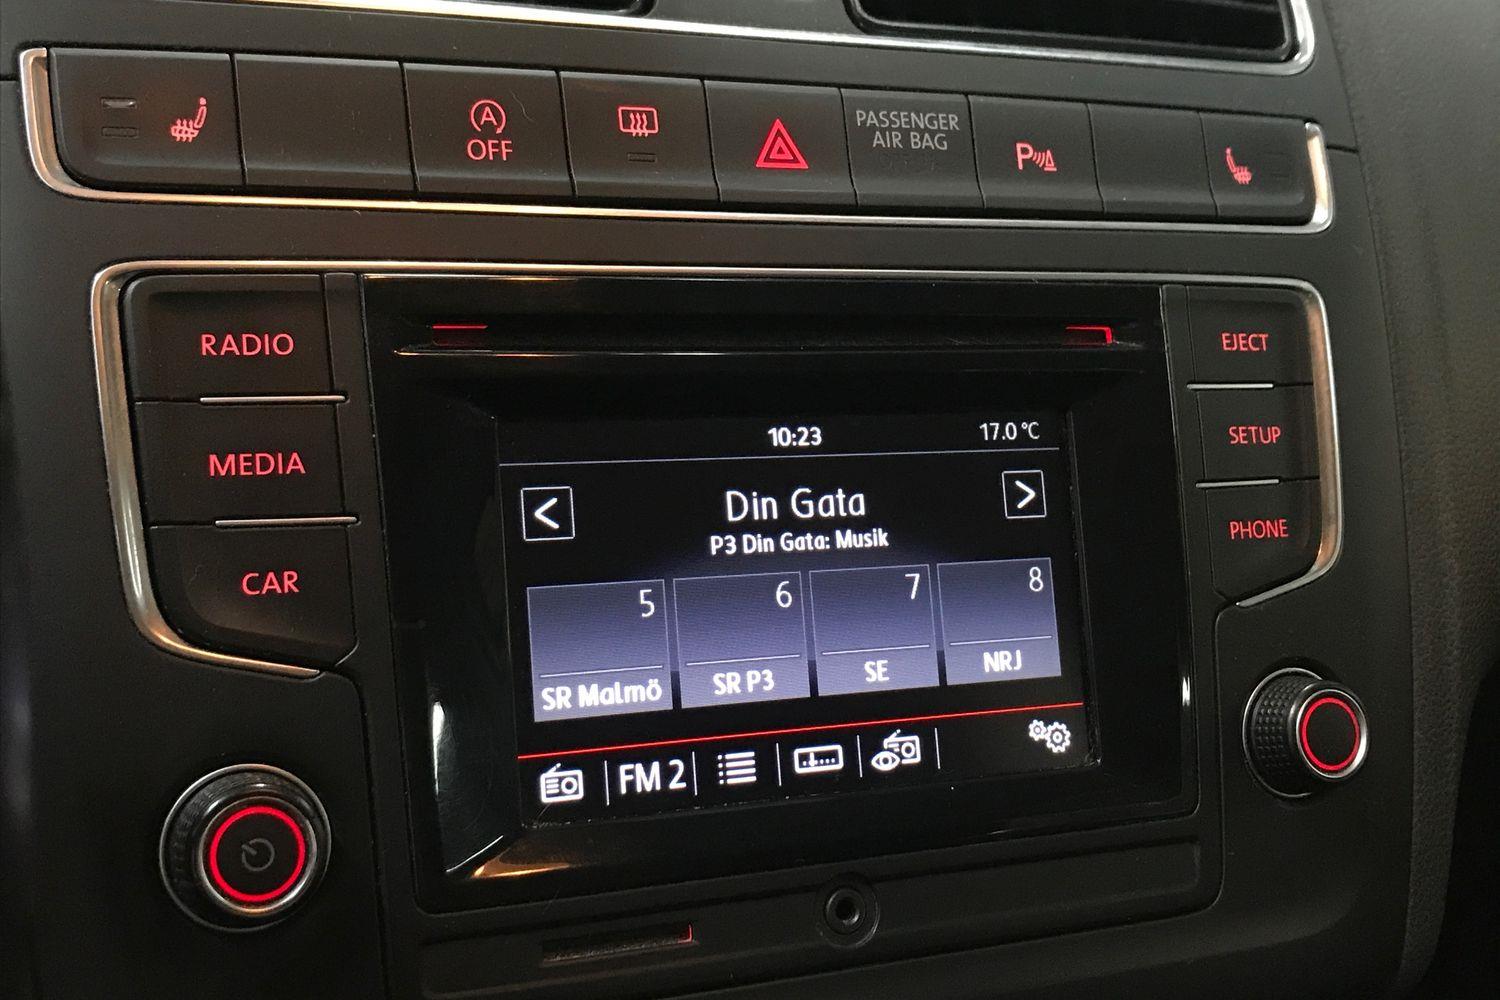 A
OFF
PASSENGER
AIR BAG
P
RADIO
MEDIA
CAR
EJECT
SETUP
PHONE
10:23
17.0 °C
<
Din Gata
>
P3 Din Gata: Musik
5
6
7
8
SR Malmö
SR P3
SE
NRJ
FM 2